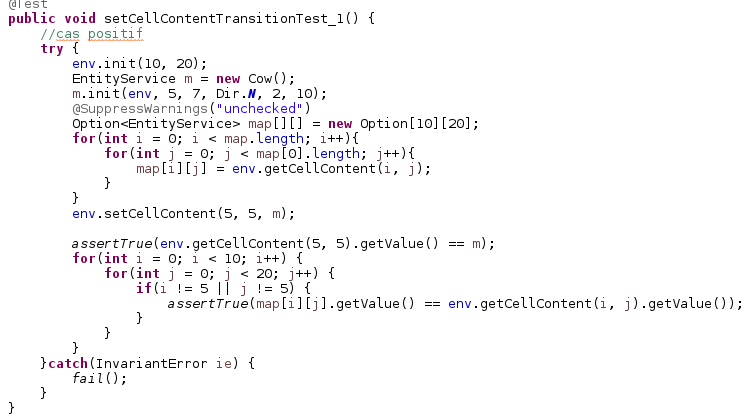 @Test
public void setCellContentTransitionTest_1() {
    //cas positif
    try {
        env.init(10, 20);
        EntityService m = new Cow();
        m.init(env, 5, 7, Dir.N, 2, 10);
        @SuppressWarnings("unchecked")
        Option<EntityService> map[][] = new Option[10][20];
        for(int i = 0; i < map.length; i++){
            for(int j = 0; j < map[0].length; j++){
                map[i][j] = env.getCellContent(i, j);
            }
        }
        env.setCellContent(5, 5, m);

        assertTrue(env.getCellContent(5, 5).getValue() == m);
        for(int i = 0; i < 10; i++) {
            for(int j = 0; j < 20; j++) {
                if(i != 5 || j != 5) {
                    assertTrue(map[i][j].getValue() == env.getCellContent(i, j).getValue());
                }
            }
        }
    }catch(InvariantError ie) {
        fail();
    }
}